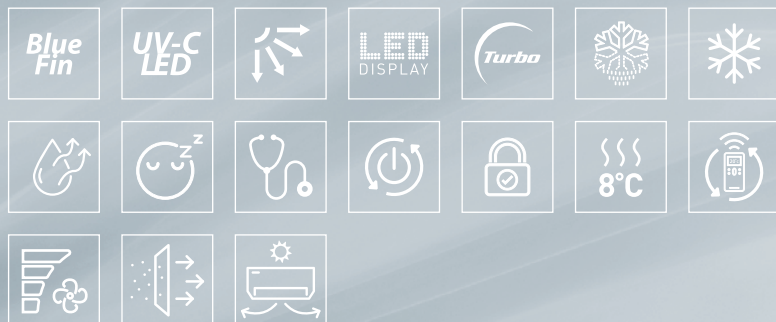 Blue
Fin
UV-C
LED
LED
DISPLAY
Turbo
z z
8°C